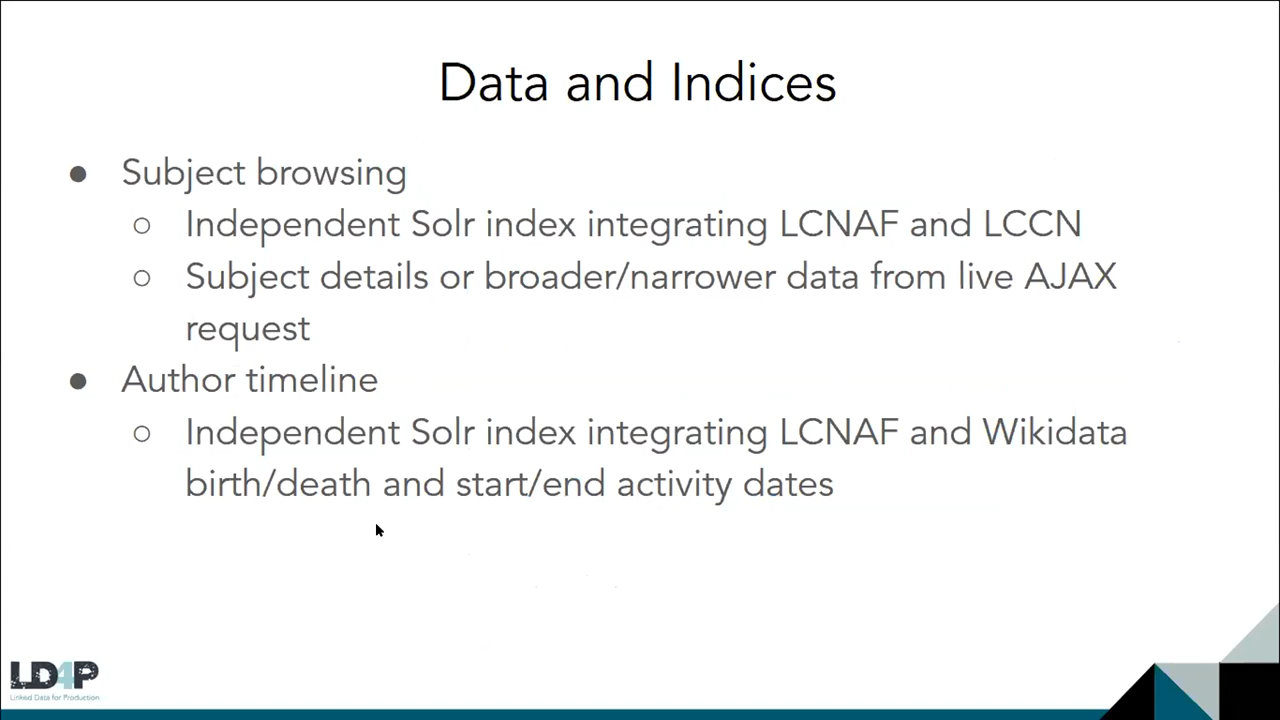 Data and Indices
● Subject browsing
○ Independent Solr index integrating LCNAF and LCCN
○ Subject details or broader/narrower data from live AJAX
request
● Author timeline
○ Independent Solr index integrating LCNAF and Wikidata
birth/death and start/end activity dates
LD4P
Linked Data for Production